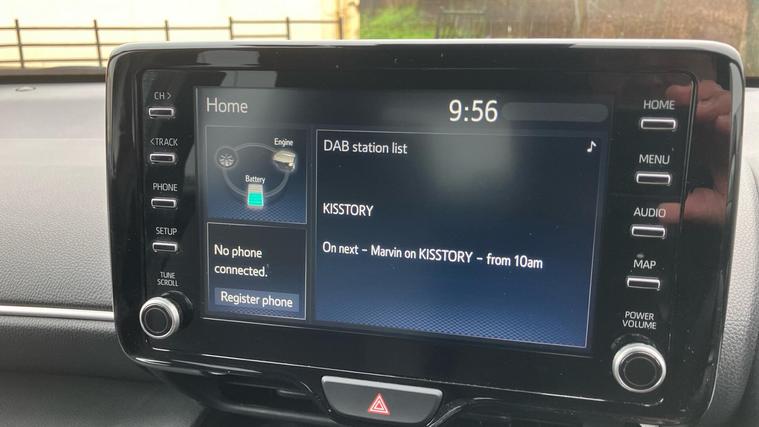 CH >
< TRACK
PHONE
SETUP
TUNE
SCROLL
Home
9:56
Engine
Battery
No phone
connected.
Register phone
DAB station list
KISSTORY
On next – Marvin on KISSTORY – from 10am
HOME
MENU
AUDIO
MAP
POWER
VOLUME